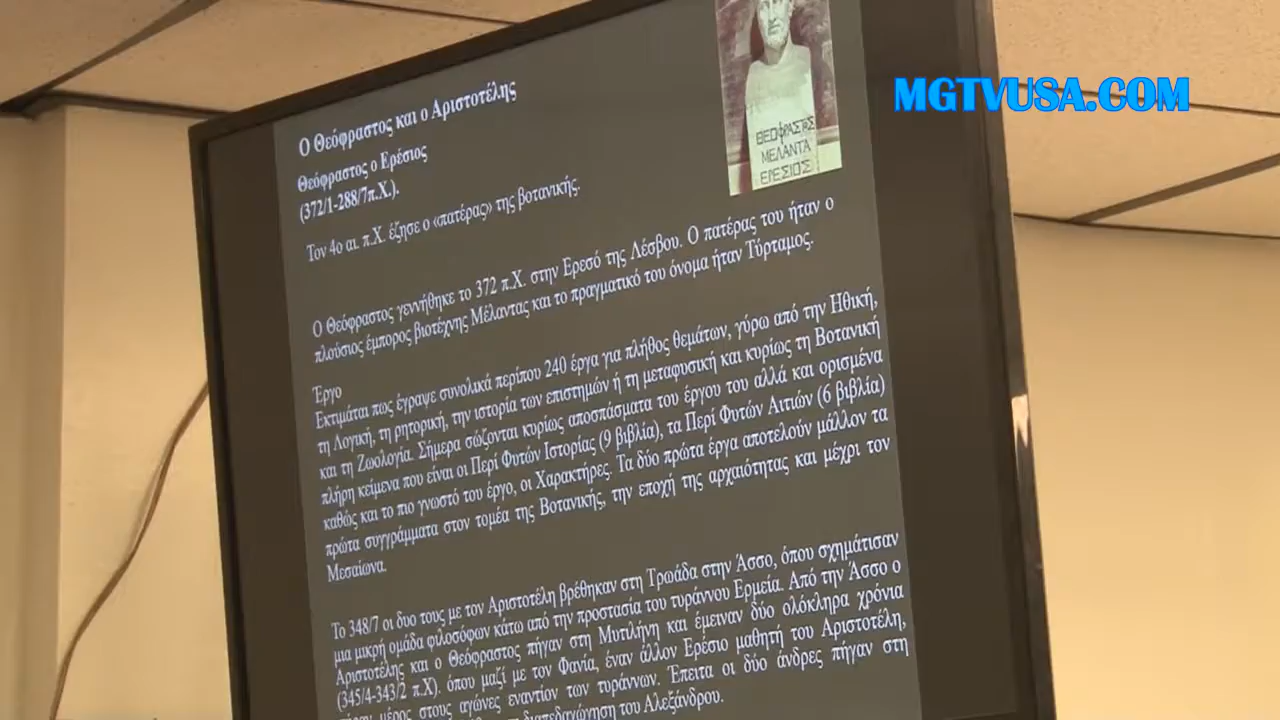 MGTVUSA.COM
ΘΕΟΦΡΑΣΤΟΣ
ΜΕΛΑΝΤΑ
ΕΡΕΣΙΟΣ
Ο Θεόφραστος και ο Αριστοτέλης
Θεόφραστος ο Ερέσιος
(372/1-288/7π.Χ.).
Τον 4ο αι. π.Χ. έζησε ο «πατέρας» της βοτανικής.
Ο Θεόφραστος γεννήθηκε το 372 π.Χ. στην Ερεσό της Λέσβου. Ο πατέρας του ήταν ο
πλούσιος έμπορος βιοτέχνης Μέλαντας και το πραγματικό του όνομα ήταν Τύρταμος.
Έργο
Εκτιμάται πως έγραψε συνολικά περίπου 240 έργα για πλήθος θεμάτων, γύρω από την Ηθική,
τη Λογική, τη ρητορική, την ιστορία των επιστημών ή τη μεταφυσική και κυρίως τη Βοτανική
και τη Ζωολογία. Σήμερα σώζονται κυρίως αποσπάσματα του έργου του αλλά και ορισμένα
πλήρη κείμενα που είναι οι Περί Φυτών Ιστορίας (9 βιβλία), τα Περί Φυτών Αιτιών (6 βιβλία)
καθώς και το πιο γνωστό του έργο, οι Χαρακτήρες. Τα δύο πρώτα έργα αποτελούν μάλλον τα
πρώτα συγγράμματα στον τομέα της Βοτανικής, την εποχή της αρχαιότητας και μέχρι τον
Μεσαίωνα.
Το 348/7 οι δυο τους με τον Αριστοτέλη βρέθηκαν στη Τρωάδα στην Άσσο, όπου σχημάτισαν
μια μικρή ομάδα φιλοσόφων κάτω από την προστασία του τυράννου Ερμεία. Από την Άσσο ο
Αριστοτέλης και ο Θεόφραστος πήγαν στη Μυτιλήνη και έμειναν δύο ολόκληρα χρόνια
(345/4-343/2 π.Χ). όπου μαζί με τον Φανία, έναν άλλον Ερέσιο μαθητή του Αριστοτέλη,
μέρος στους αγώνες εναντίον των τυράννων. Έπειτα οι δύο άνδρες πήγαν στη
διαπεδαγώγηση του Αλεξάνδρου.